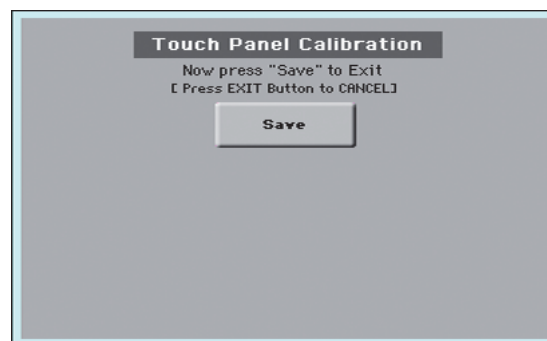 Touch Panel Calibration
Now press "Save" to Exit
[ Press EXIT Button to CANCEL]
Save